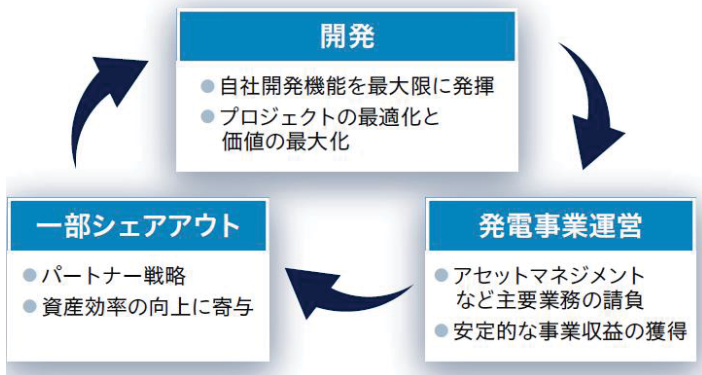 開発
● 自社開発機能を最大限に発揮
● プロジェクトの最適化と
価値の最大化
一部シェアアウト
● パートナー戦略
● 資産効率の向上に寄与
発電事業運営
● アセットマネジメント
など主要業務の請負
● 安定的な事業収益の獲得